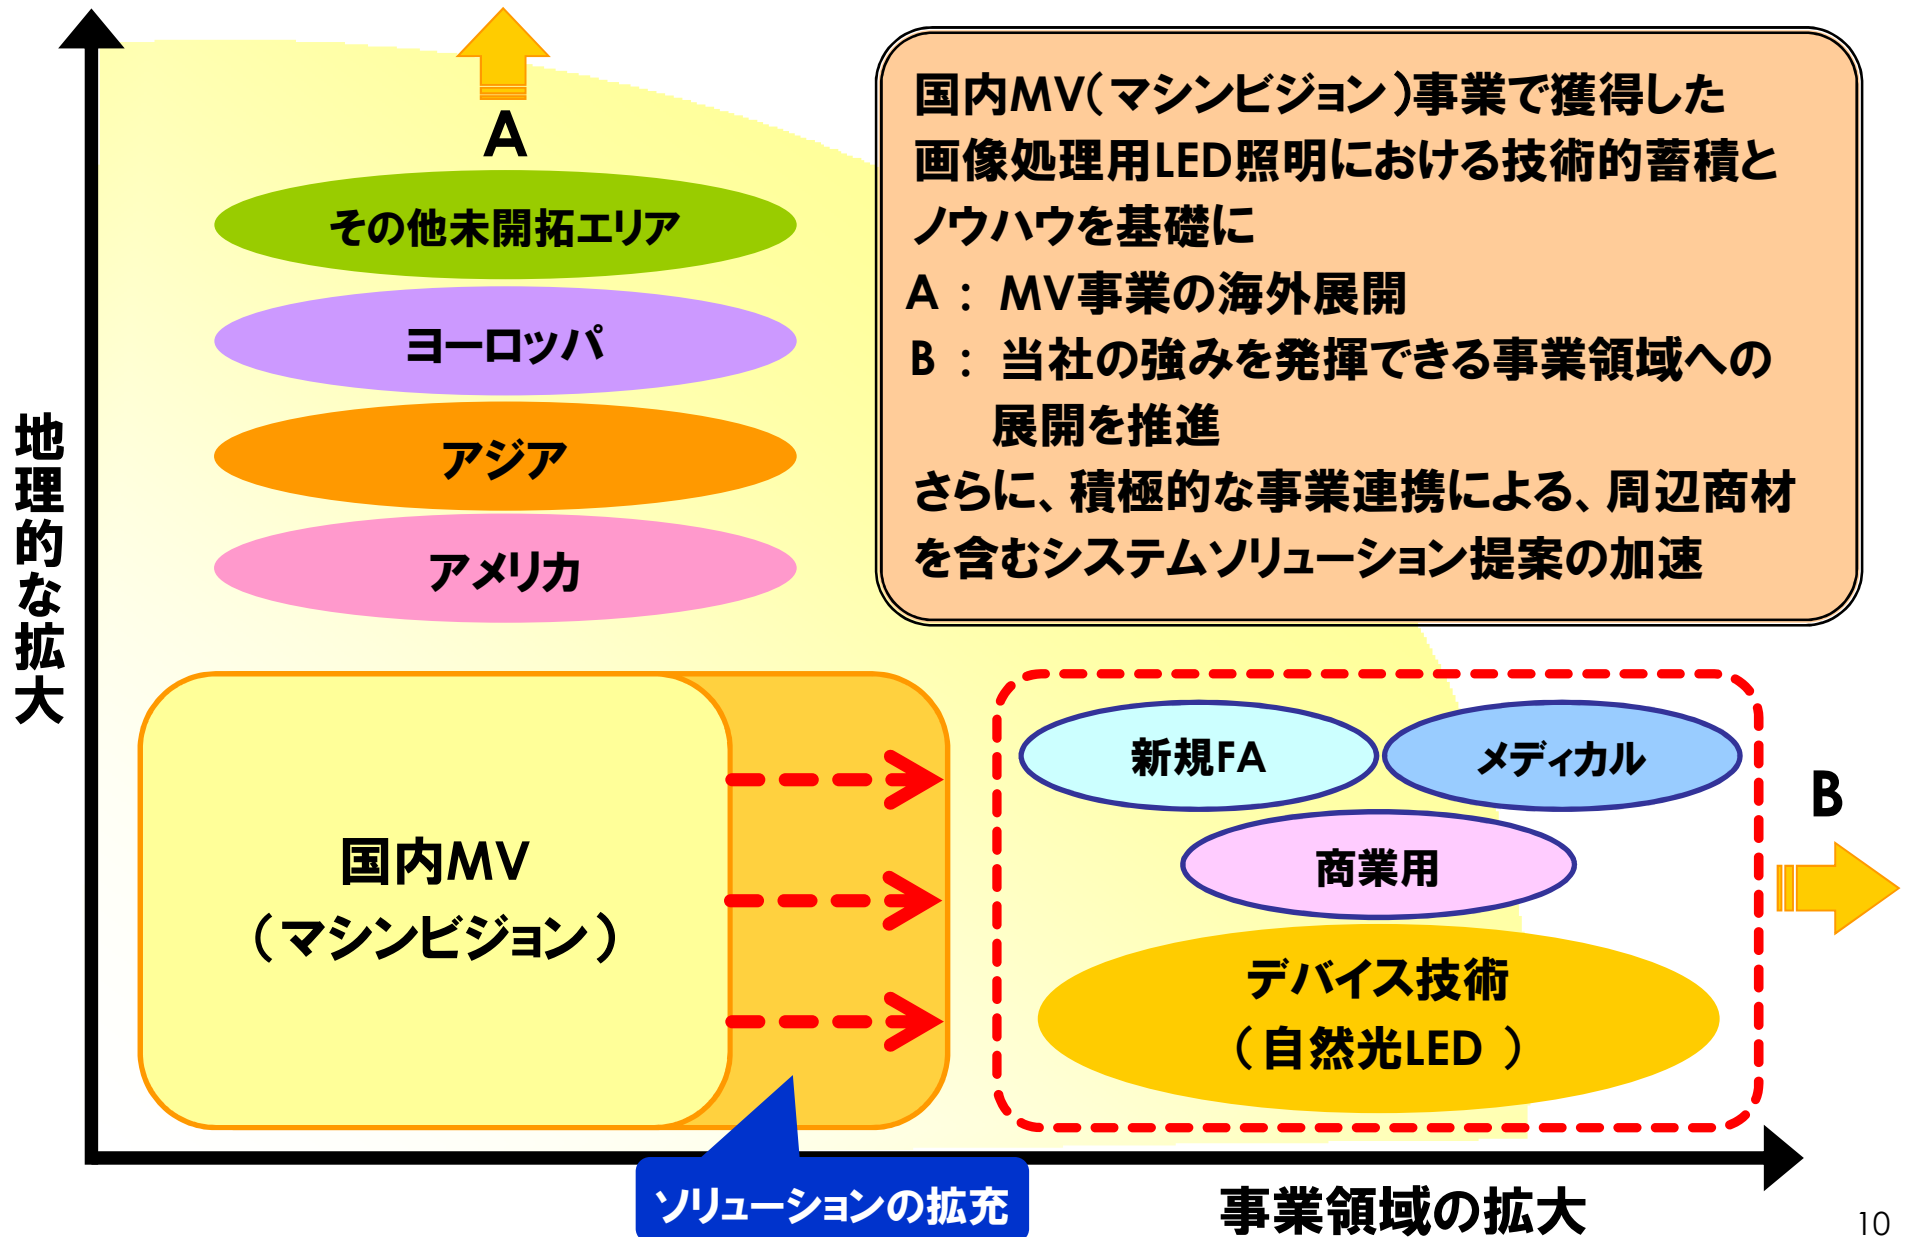 地理的な拡大
A
その他未開拓エリア
ヨーロッパ
アジア
アメリカ
国内MV(マシンビジョン)事業で獲得した
画像処理用LED照明における技術的蓄積と
ノウハウを基礎に
A : MV事業の海外展開
B : 当社の強みを発揮できる事業領域への
展開を推進
さらに、積極的な事業連携による、周辺商材
を含むシステムソリューション提案の加速
国内MV
(マシンビジョン)
新規FA
メディカル
商業用
デバイス技術
(自然光LED )
B
ソリューションの拡充
事業領域の拡大
10